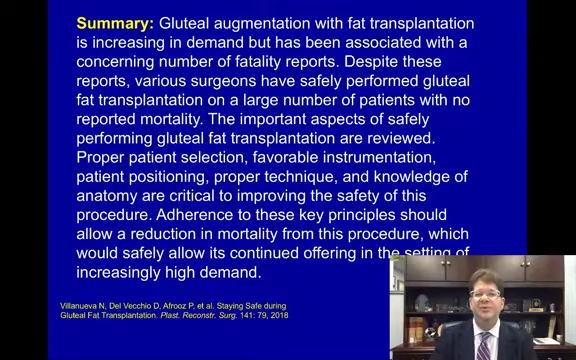 Summary: Gluteal augmentation with fat transplantation
is increasing in demand but has been associated with a
concerning number of fatality reports. Despite these
reports, various surgeons have safely performed gluteal
fat transplantation on a large number of patients with no
reported mortality. The important aspects of safely
performing gluteal fat transplantation are reviewed.
Proper patient selection, favorable instrumentation,
patient positioning, proper technique, and knowledge of
anatomy are critical to improving the safety of this
procedure. Adherence to these key principles should
allow a reduction in mortality from this procedure, which
would safely allow its continued offering in the setting of
increasingly high demand.
Villanueva N, Del Vecchio D, Afrooz P, et al. Staying Safe during
Gluteal Fat Transplantation. Plast. Reconstr. Surg. 141: 79, 2018